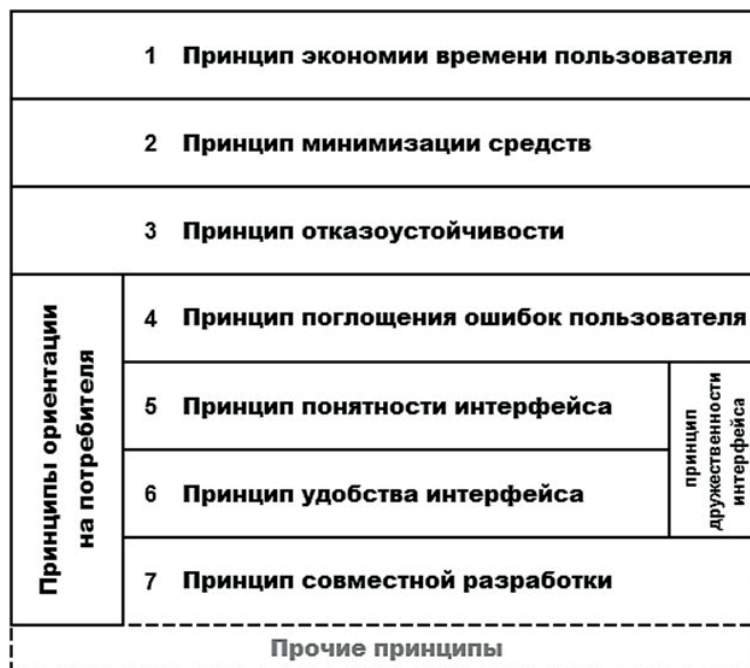 1 Принцип экономии времени пользователя
2 Принцип минимизации средств
3 Принцип отказоустойчивости
Принципы ориентации
на потребителя
4 Принцип поглощения ошибок пользователя
5 Принцип понятности интерфейса
6 Принцип удобства интерфейса
принцип
дружественности
интерфейса
7 Принцип совместной разработки
Прочие принципы